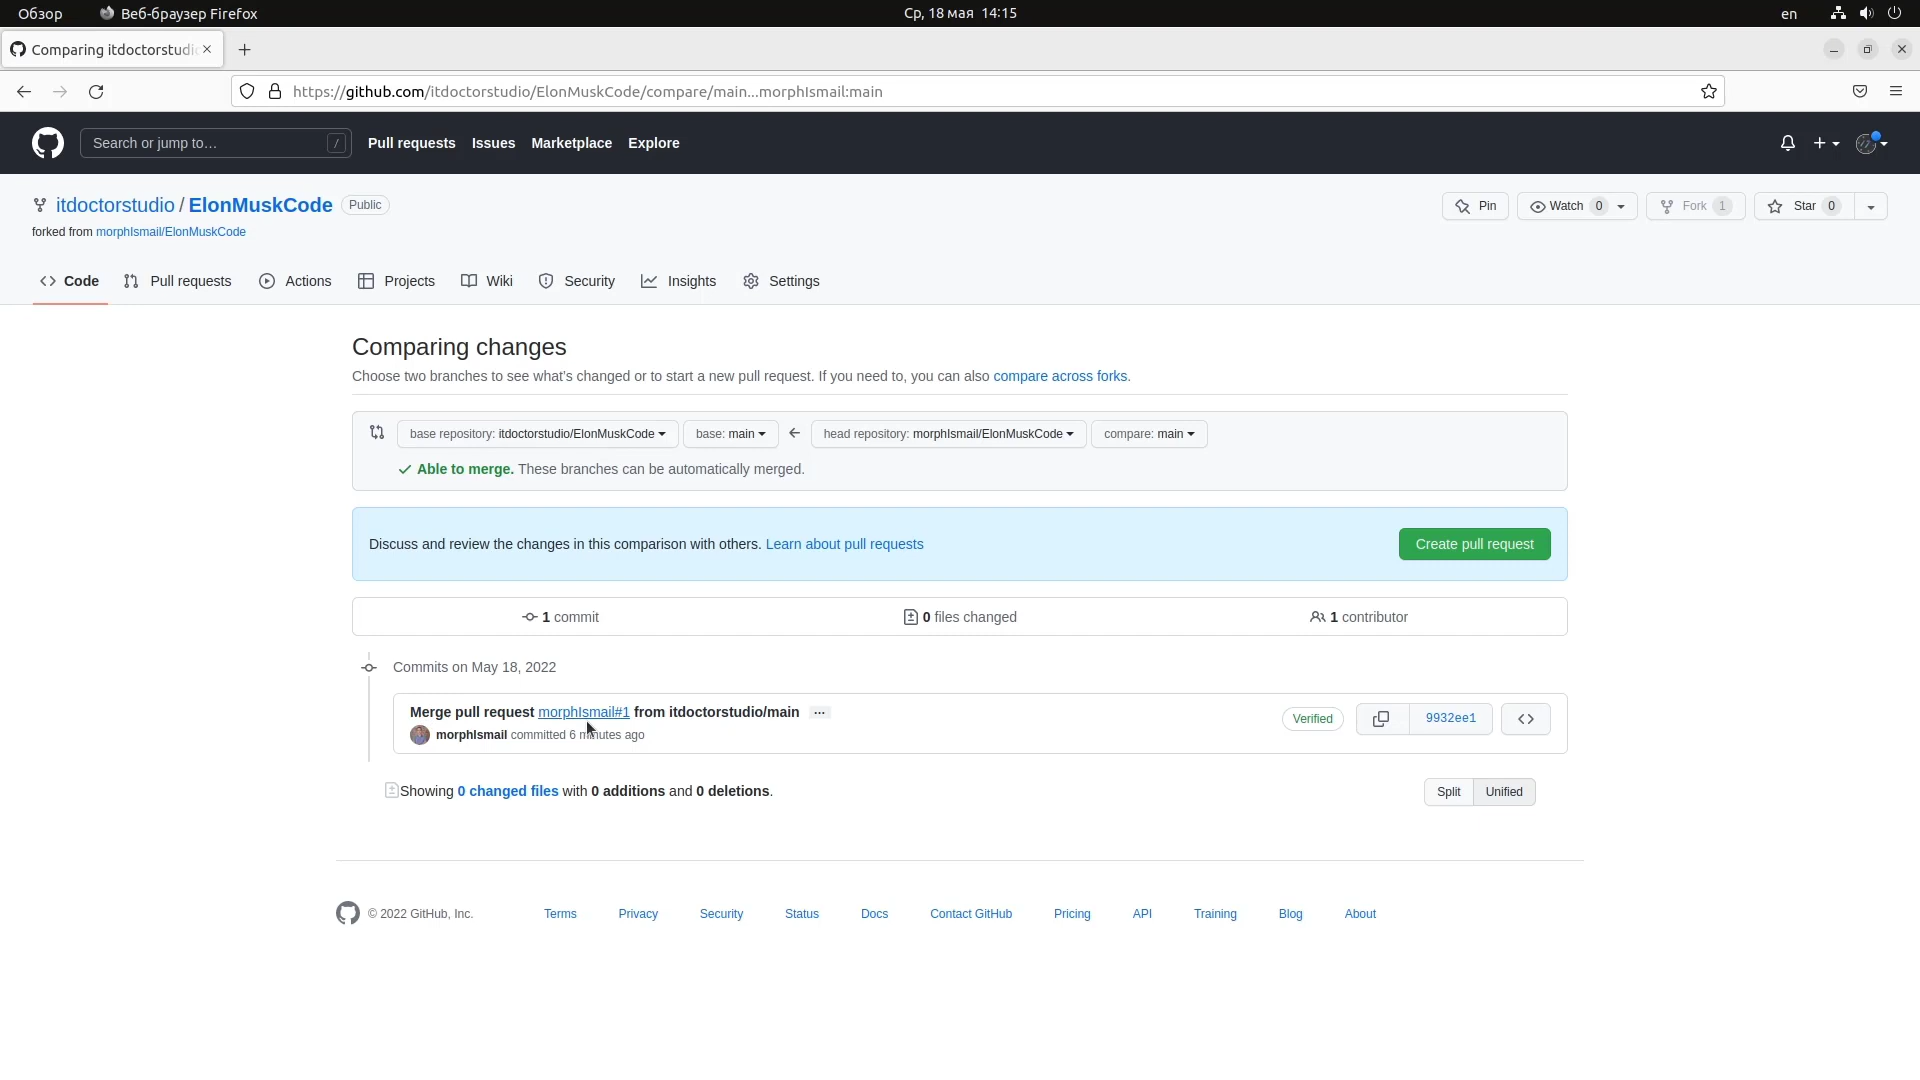 Обзор
Веб-браузер Firefox
Ср, 18 мая 14:15
en
Comparing itdoctorstudi
https://github.com/itdoctorstudio/ElonMuskCode/compare/main...morphIsmail:main
Search or jump to… /
Pull requests Issues Marketplace Explore
itdoctorstudio / ElonMuskCode Public
Pin Watch 0 Fork 1 Star 0
forked from morphIsmail/ElonMuskCode
Code Pull requests Actions Projects Wiki Security Insights Settings
Comparing changes
Choose two branches to see what's changed or to start a new pull request. If you need to, you can also compare across forks.
base repository: itdoctorstudio/ElonMuskCode base: main head repository: morphIsmail/ElonMuskCode compare: main
Able to merge. These branches can be automatically merged.
Discuss and review the changes in this comparison with others. Learn about pull requests
Create pull request
1 commit 0 files changed 1 contributor
Commits on May 18, 2022
Merge pull request morphIsmail#1 from itdoctorstudio/main …
morphIsmail committed 6 minutes ago
Verified 9932ee1
Showing 0 changed files with 0 additions and 0 deletions.
Split Unified
© 2022 GitHub, Inc. Terms Privacy Security Status Docs Contact GitHub Pricing API Training Blog About